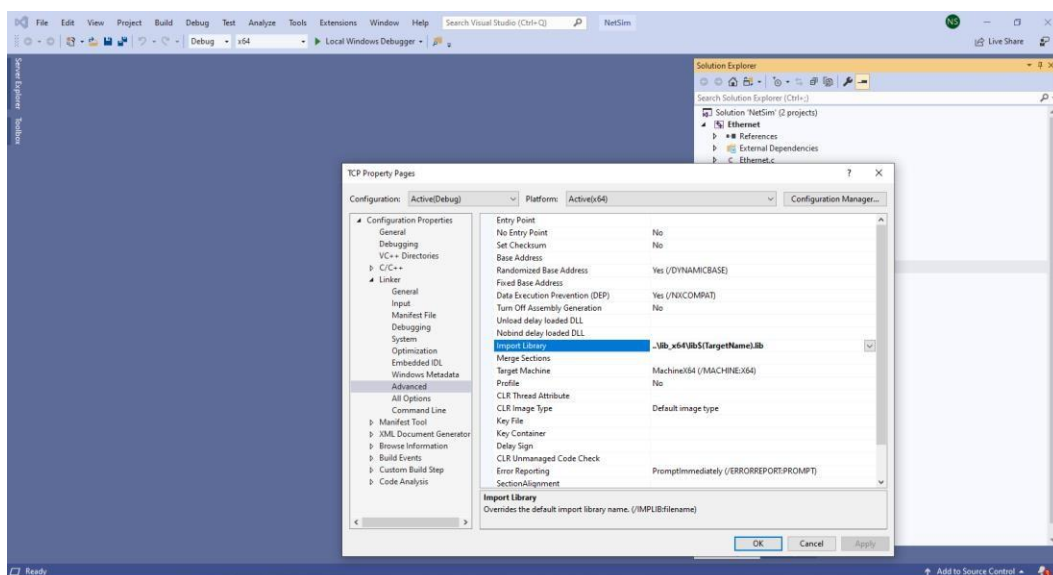 File Edit View Project Build Debug Test Analyze Tools Extensions Window Help Search Visual Studio (Ctrl+Q) NetSim NS
Debug x64 Local Windows Debugger Live Share
Server Explorer
Toolbox
Solution Explorer
Search Solution Explorer (Ctrl+;)
Solution 'NetSim' (2 projects)
Ethernet
References
External Dependencies
Ethernet.c
TCP Property Pages ? X
Configuration: Active(Debug) Platform: Active(x64) Configuration Manager...
Configuration Properties
General
Debugging
VC++ Directories
C/C++
Linker
General
Input
Manifest File
Debugging
System
Optimization
Embedded IDL
Windows Metadata
Advanced
All Options
Command Line
Manifest Tool
XML Document Generator
Browse Information
Build Events
Custom Build Step
Code Analysis
Entry Point
No Entry Point No
Set Checksum No
Base Address
Randomized Base Address Yes (/DYNAMICBASE)
Fixed Base Address
Data Execution Prevention (DEP) Yes (/NXCOMPAT)
Turn Off Assembly Generation No
Unload delay loaded DLL
Nobind delay loaded DLL
Import Library ..\lib_x64\lib$(TargetName).lib
Merge Sections
Target Machine MachineX64 (/MACHINE:X64)
Profile No
CLR Thread Attribute
CLR Image Type Default image type
Key File
Key Container
Delay Sign
CLR Unmanaged Code Check
Error Reporting PromptImmediately (/ERRORREPORT:PROMPT)
SectionAlignment
Import Library
Overrides the default import library name. (/IMPLIB:filename)
OK Cancel Apply
Ready Add to Source Control